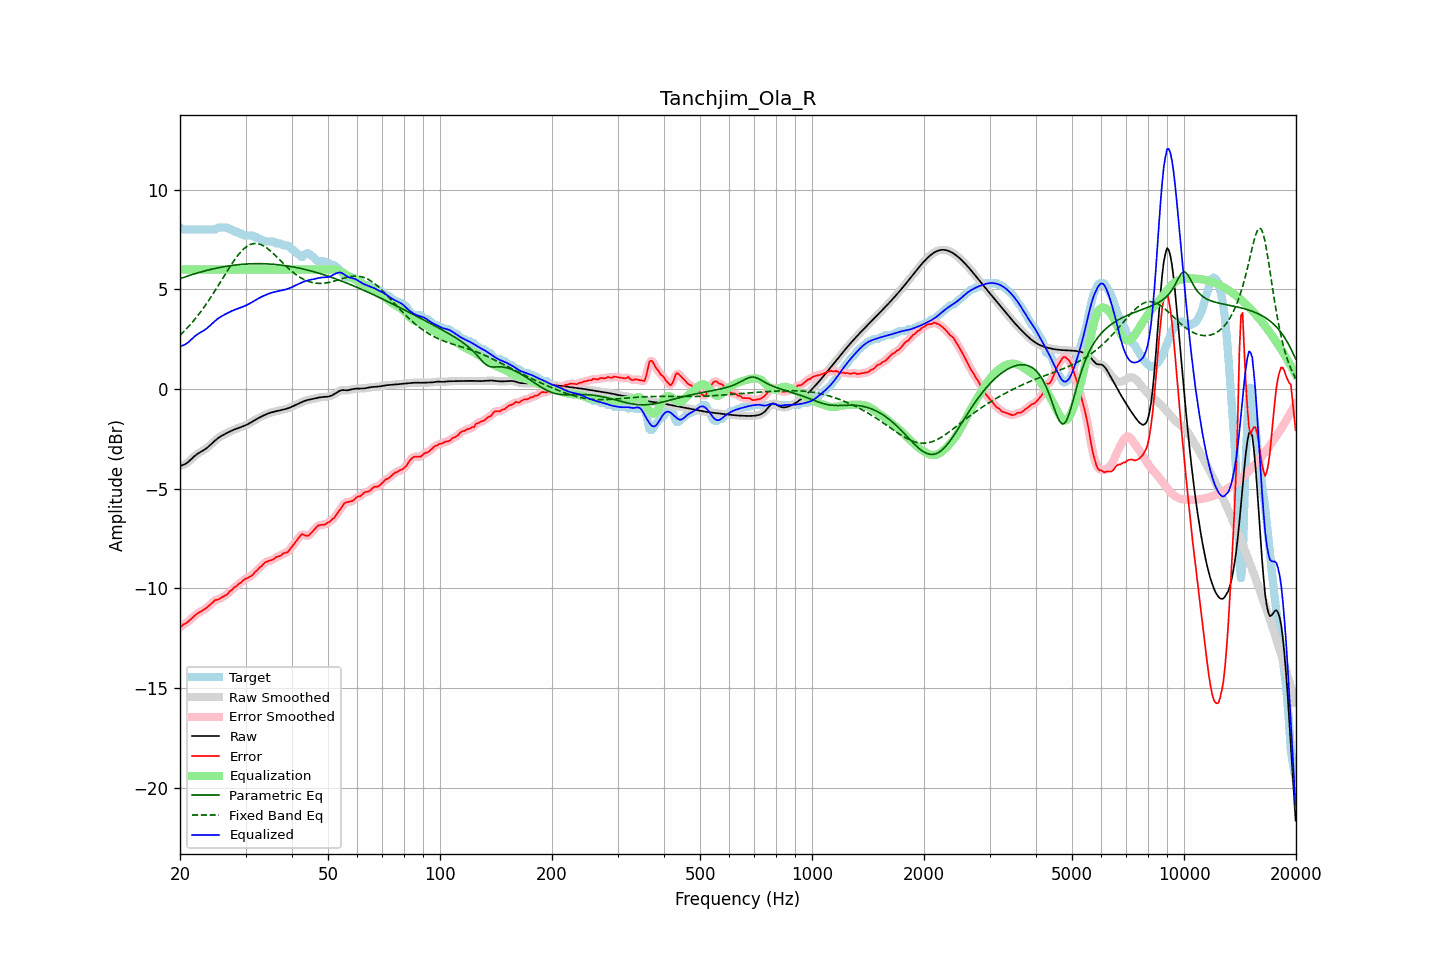 Tanchjim_Ola_R
Amplitude (dBr)
10
5
0
−5
−10
−15
−20
Target
Raw Smoothed
Error Smoothed
Raw
Error
Equalization
Parametric Eq
Fixed Band Eq
Equalized
20 50 100 200 500 1000 2000 5000 10000 20000
Frequency (Hz)